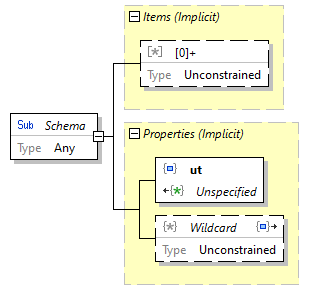 Items (Implicit)
[*] [0]+
Type Unconstrained
Sub Schema
Type Any
Properties (Implicit)
{} ut
{*} Unspecified
{*} Wildcard {}
Type Unconstrained